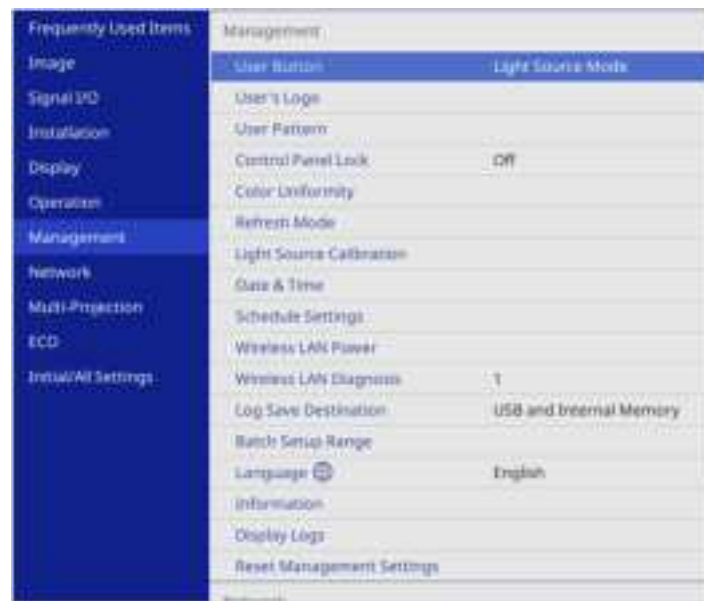 Frequently Used Items
Image
Signal I/O
Installation
Display
Operation
Management
Network
Multi-Projection
ECO
Initial/All Settings
Management
User Button Light Source Mode
User's Logo
User Pattern
Control Panel Lock Off
Color Uniformity
Refresh Mode
Light Source Calibration
Date & Time
Schedule Settings
Wireless LAN Power
Wireless LAN Diagnosis 1
Log Save Destination USB and Internal Memory
Batch Setup Range
Language English
Information
Display Logs
Reset Management Settings
Network